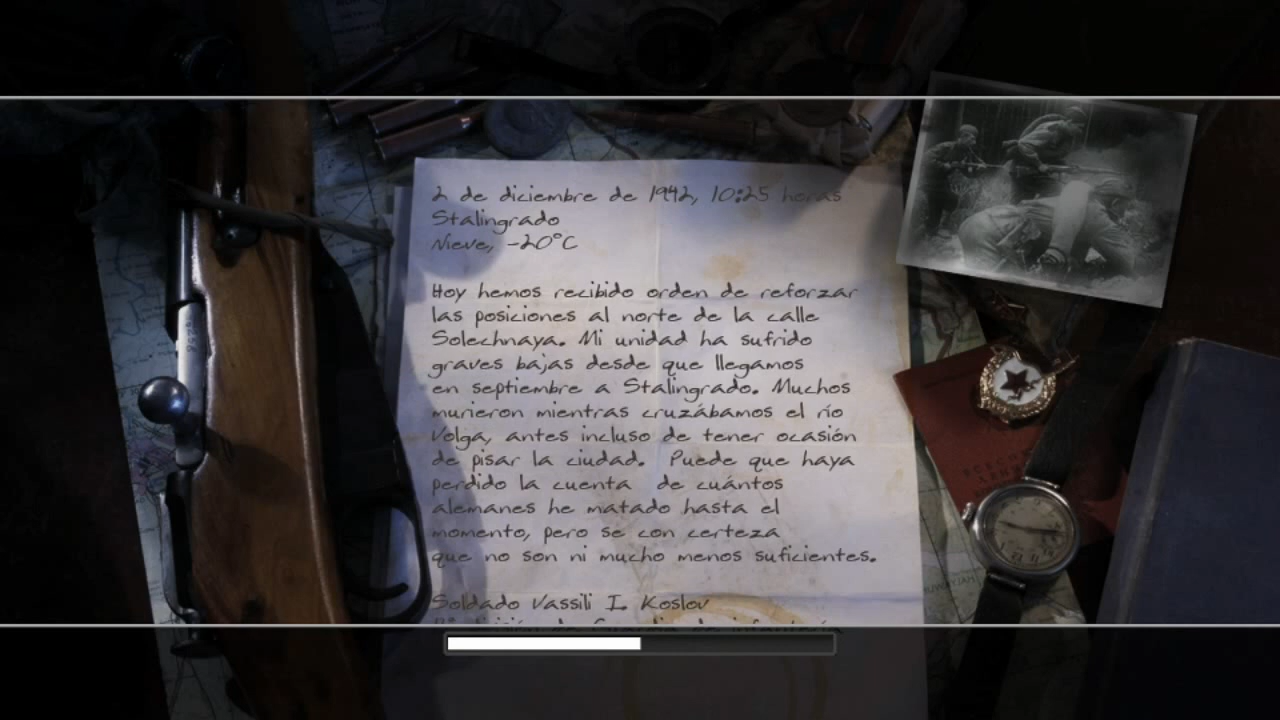 2 de diciembre de 1942, 10:25 horas
Stalingrado
Nieve, -20°C
Hoy hemos recibido orden de reforzar
las posiciones al norte de la calle
Solechnaya. Mi unidad ha sufrido
graves bajas desde que llegamos
en septiembre a Stalingrado. Muchos
murieron mientras cruzábamos el río
Volga, antes incluso de tener ocasión
de pisar la ciudad. Puede que haya
perdido la cuenta de cuántos
alemanes he matado hasta el
momento, pero se con certeza
que no son ni mucho menos suficientes.
Soldado Vassili I. Koslov